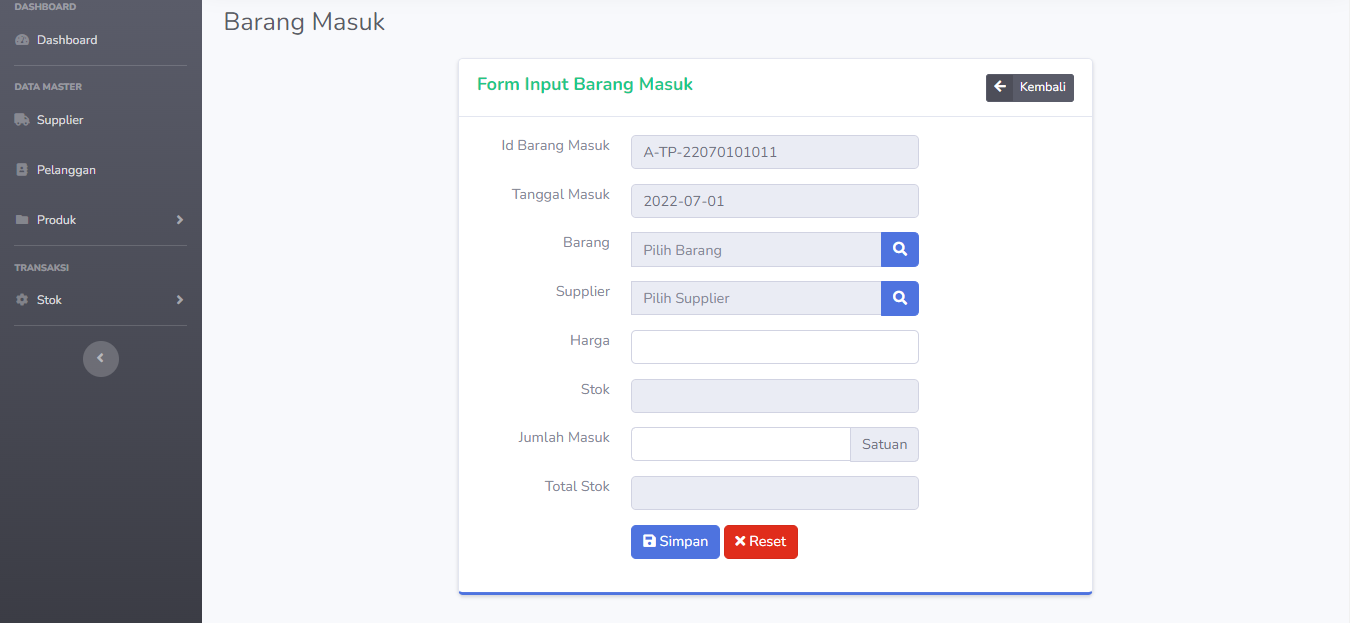 DASHBOARD
Dashboard
DATA MASTER
Supplier
Pelanggan
Produk
TRANSAKSI
Stok
Barang Masuk
Form Input Barang Masuk
Kembali
Id Barang Masuk A-TP-22070101011
Tanggal Masuk 2022-07-01
Barang Pilih Barang
Supplier Pilih Supplier
Harga
Stok
Jumlah Masuk Satuan
Total Stok
Simpan Reset